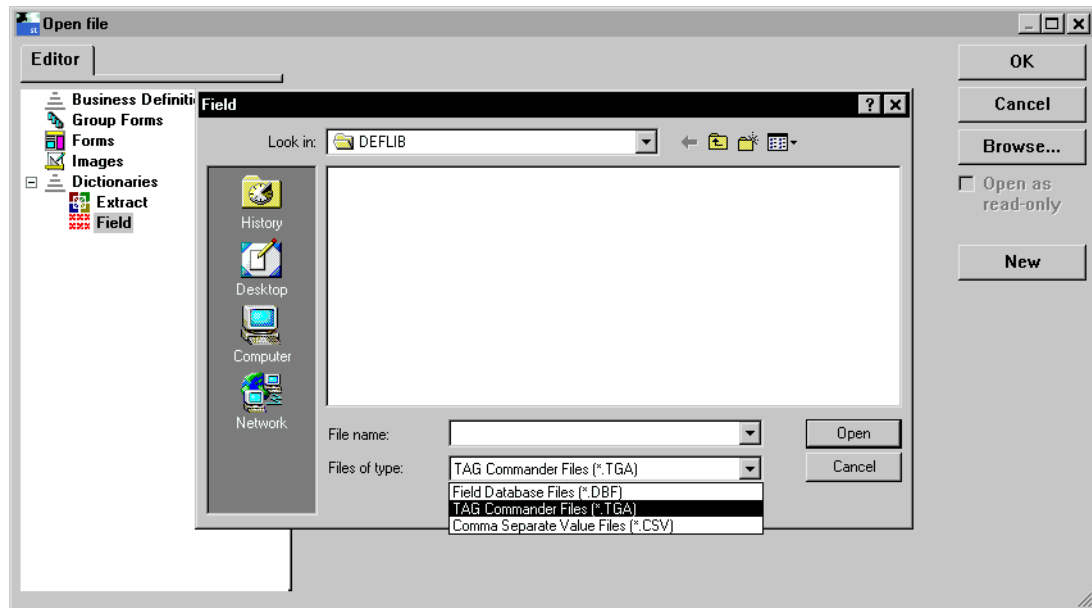 Open file
Editor
OK
Cancel
Browse...
Open as
read-only
New
Business Definiti
Group Forms
Forms
Images
Dictionaries
Extract
Field
Field
Look in: DEFLIB
History
Desktop
Computer
Network
File name:
Open
Files of type: TAG Commander Files (*.TGA)
Cancel
Field Database Files (*.DBF)
TAG Commander Files (*.TGA)
Comma Separate Value Files (*.CSV)